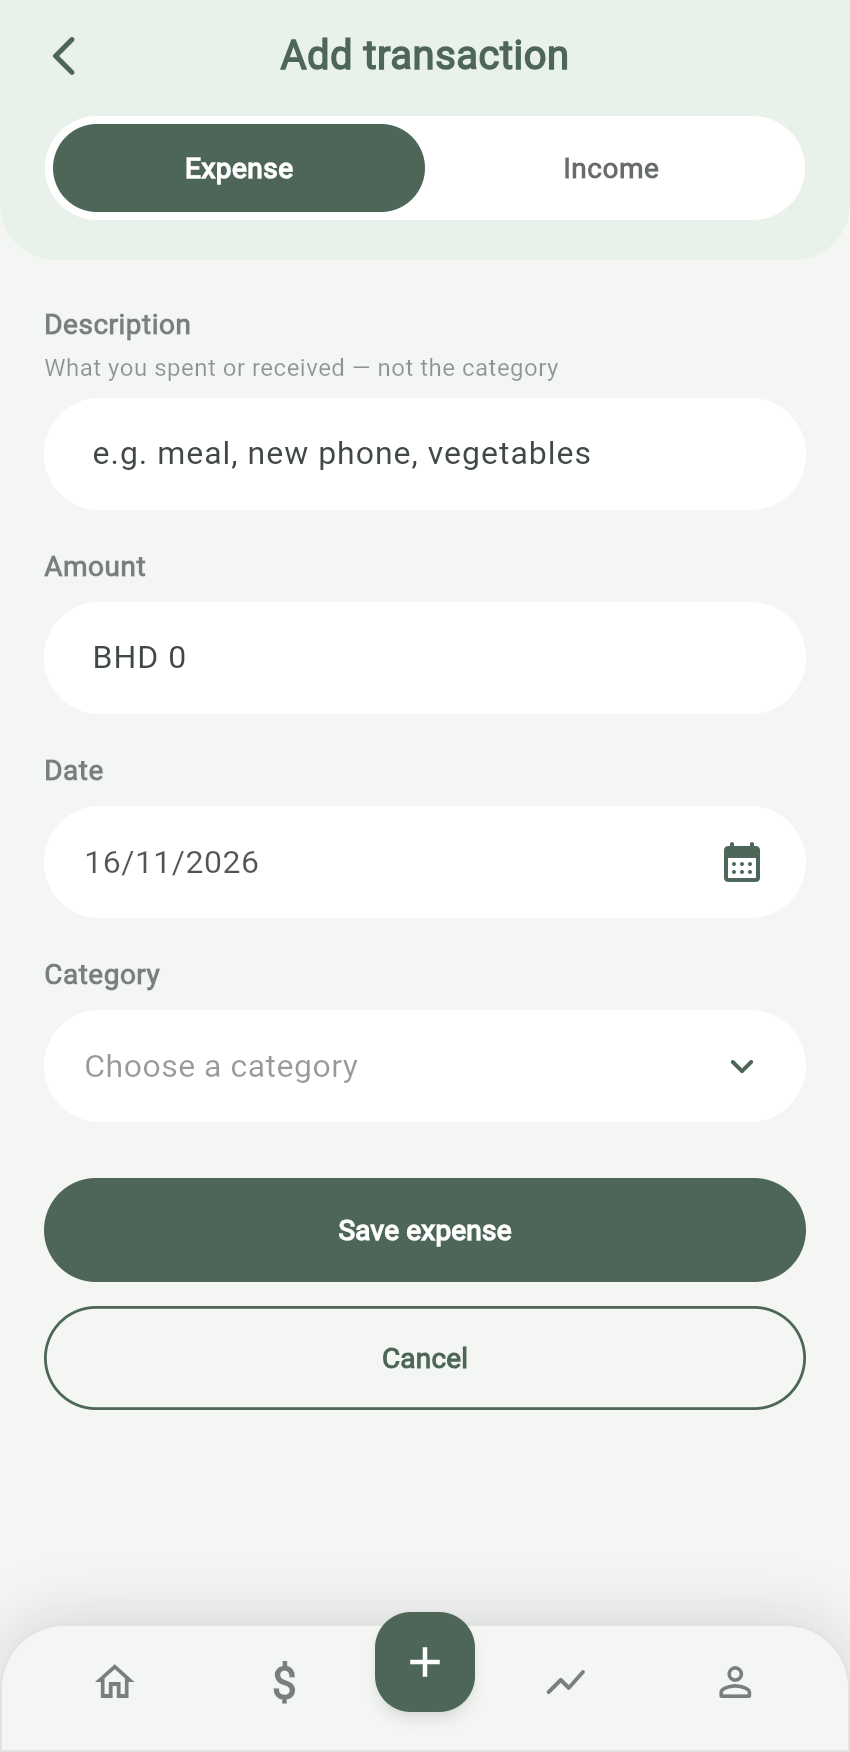 Add transaction
Expense
Income
Description
What you spent or received — not the category
e.g. meal, new phone, vegetables
Amount
BHD 0
Date
16/11/2026
Category
Choose a category
Save expense
Cancel